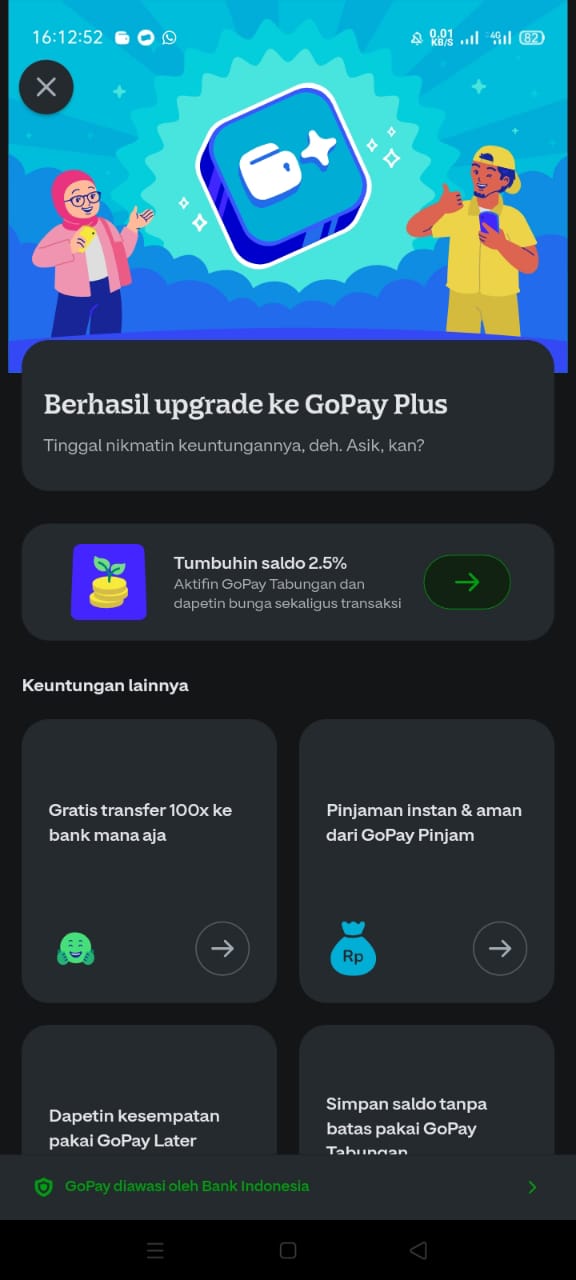 16:12:52
0.01 KB/S
4G
82
Berhasil upgrade ke GoPay Plus
Tinggal nikmatin keuntungannya, deh. Asik, kan?
Tumbuhin saldo 2.5%
Aktifin GoPay Tabungan dan
dapetin bunga sekaligus transaksi
Keuntungan lainnya
Gratis transfer 100x ke
bank mana aja
Pinjaman instan & aman
dari GoPay Pinjam
Rp
Dapetin kesempatan
pakai GoPay Later
Simpan saldo tanpa
batas pakai GoPay
Tabungan
GoPay diawasi oleh Bank Indonesia